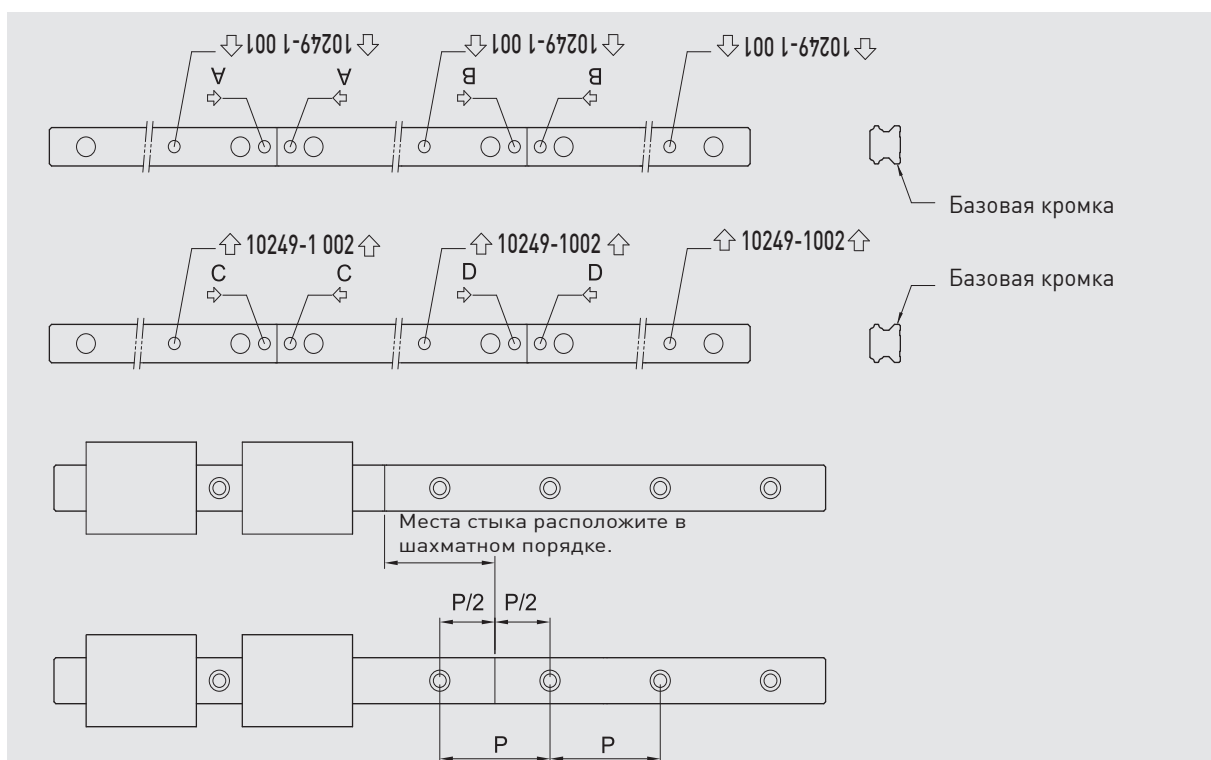 10249-1 001 10249-1 001 10249-1 001
A A B B
Базовая кромка
10249-1 002 10249-1002 10249-1002
C C D D
Базовая кромка
Места стыка расположите в
шахматном порядке.
P/2 P/2
P P